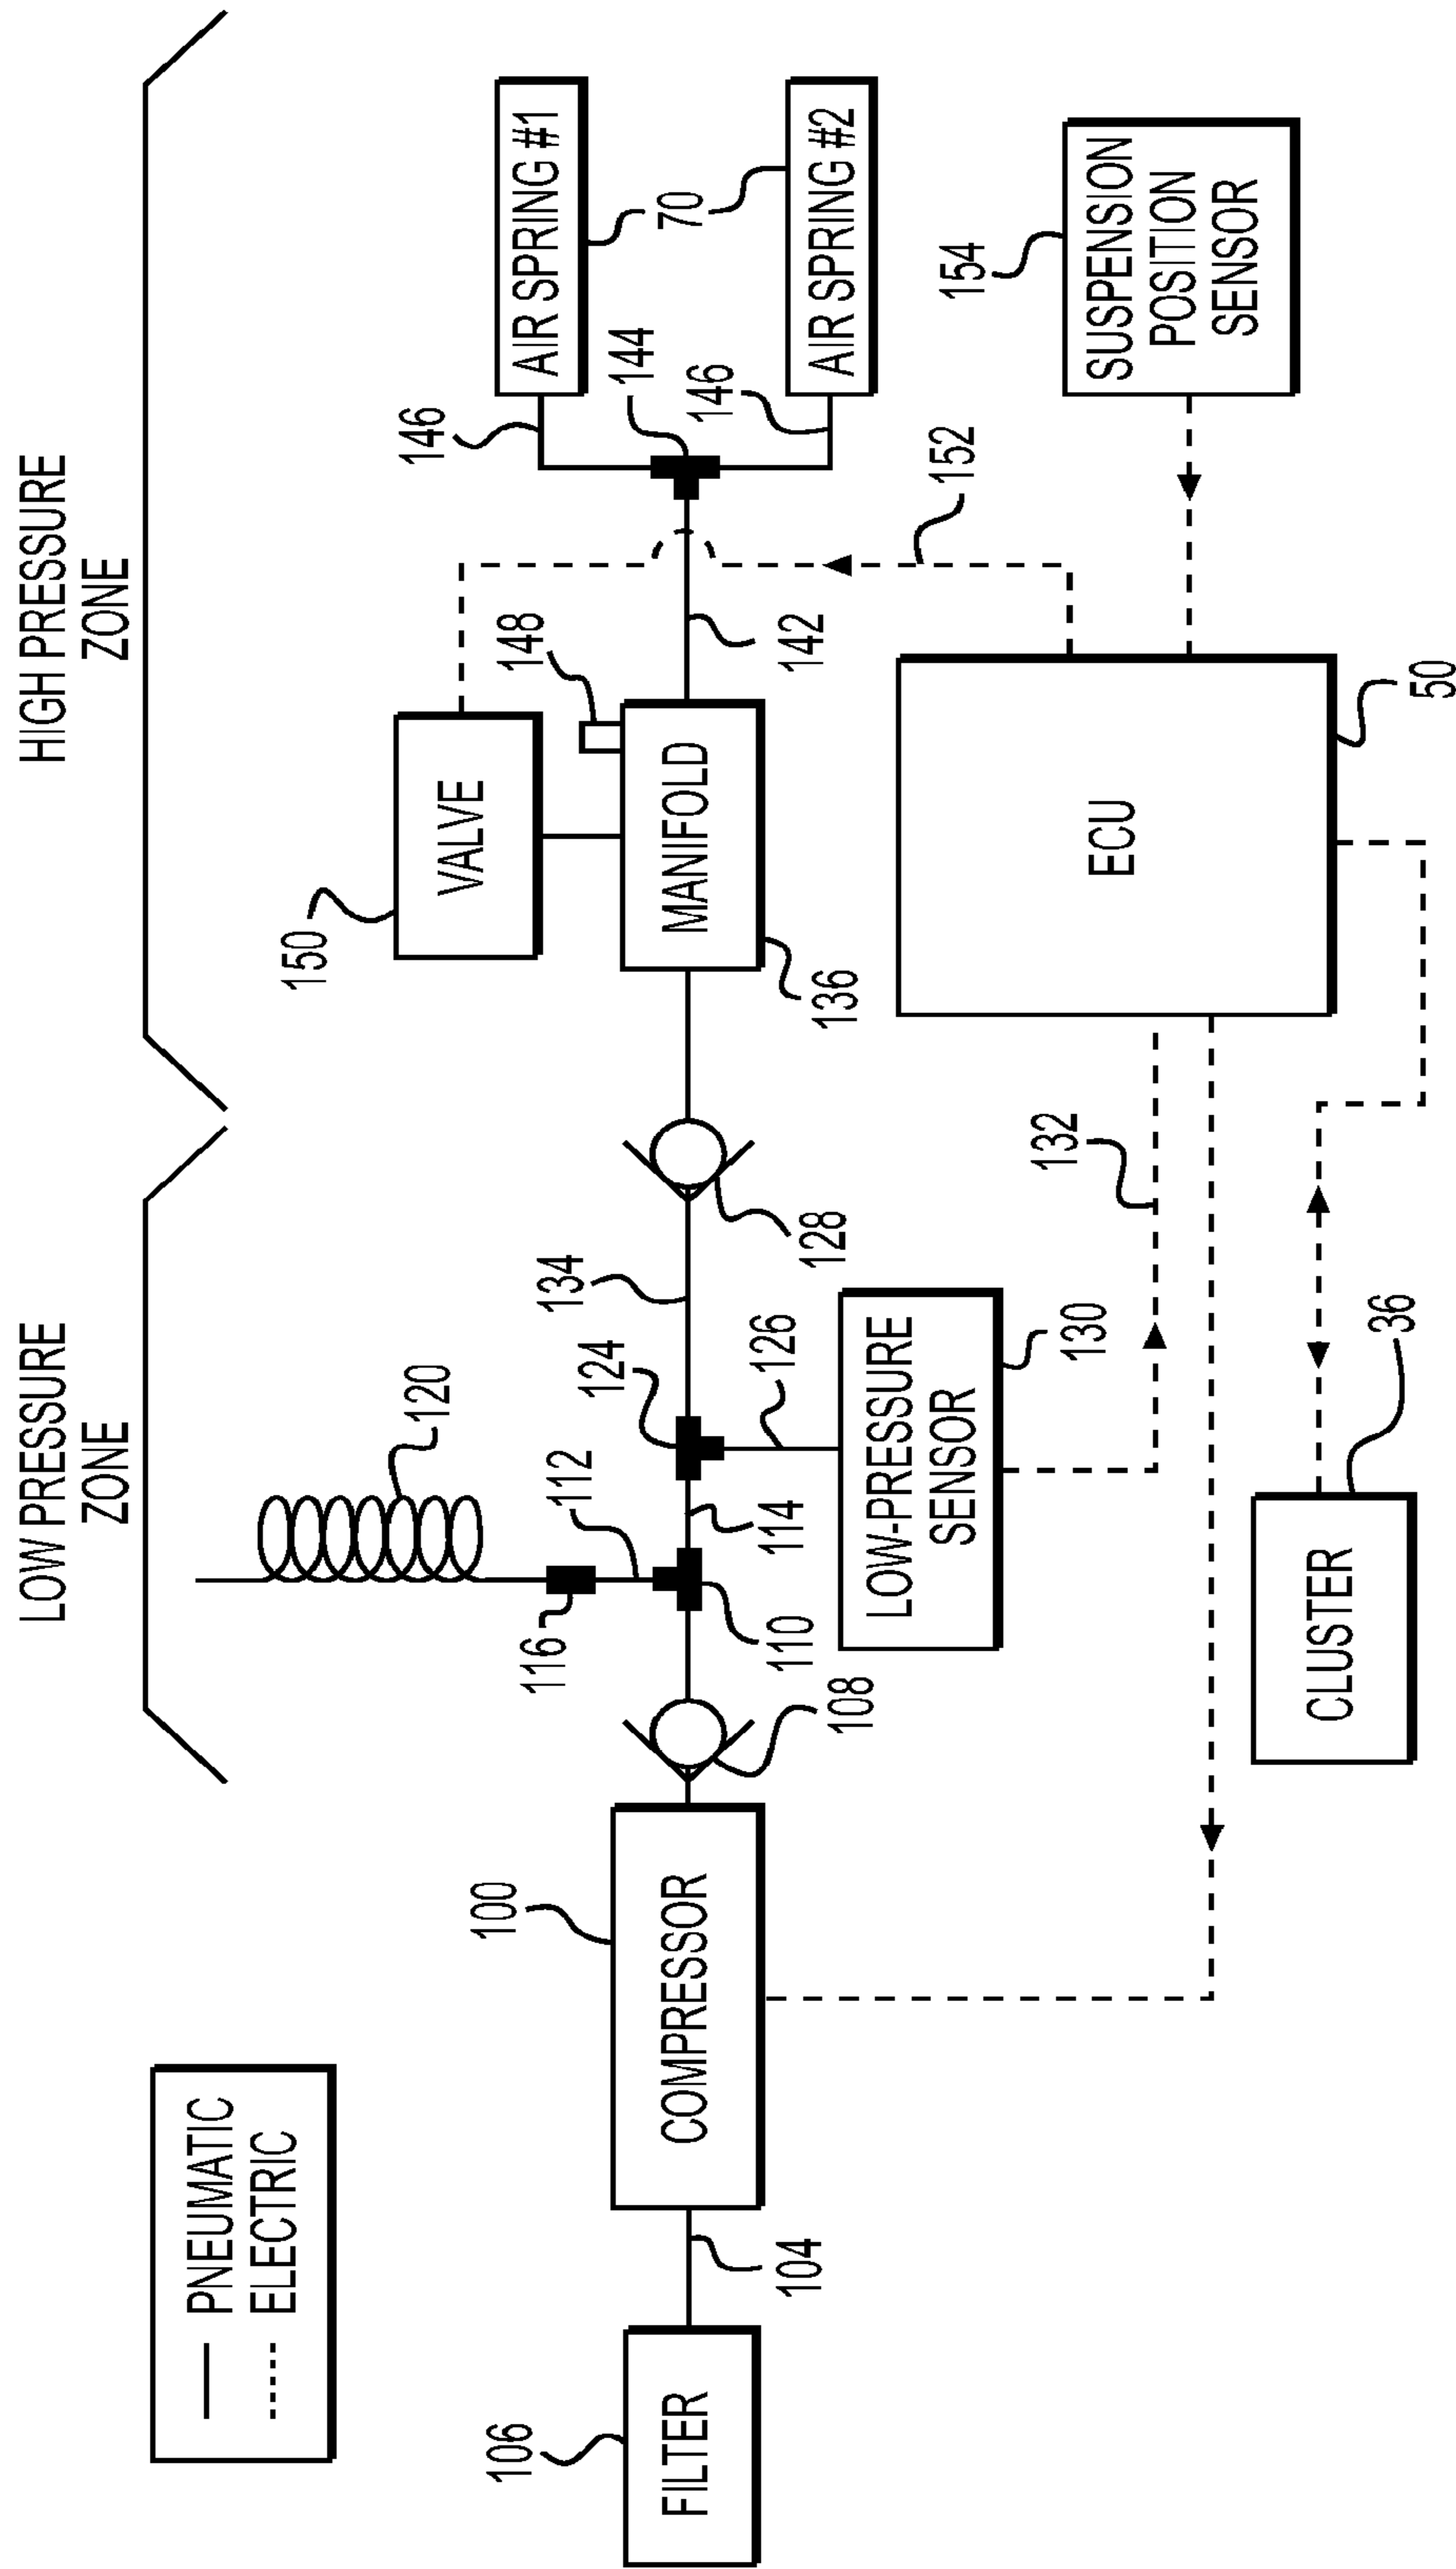 LOW PRESSURE
ZONE
HIGH PRESSURE
ZONE
PNEUMATIC
ELECTRIC
106
FILTER
104
100
COMPRESSOR
108
116
110
112
120
114
124
126
134
128
LOW-PRESSURE
SENSOR
130
132
150
VALVE
148
MANIFOLD
136
142
152
144
146
146
AIR SPRING #1
70
AIR SPRING #2
154
SUSPENSION
POSITION
SENSOR
ECU
50
CLUSTER
36